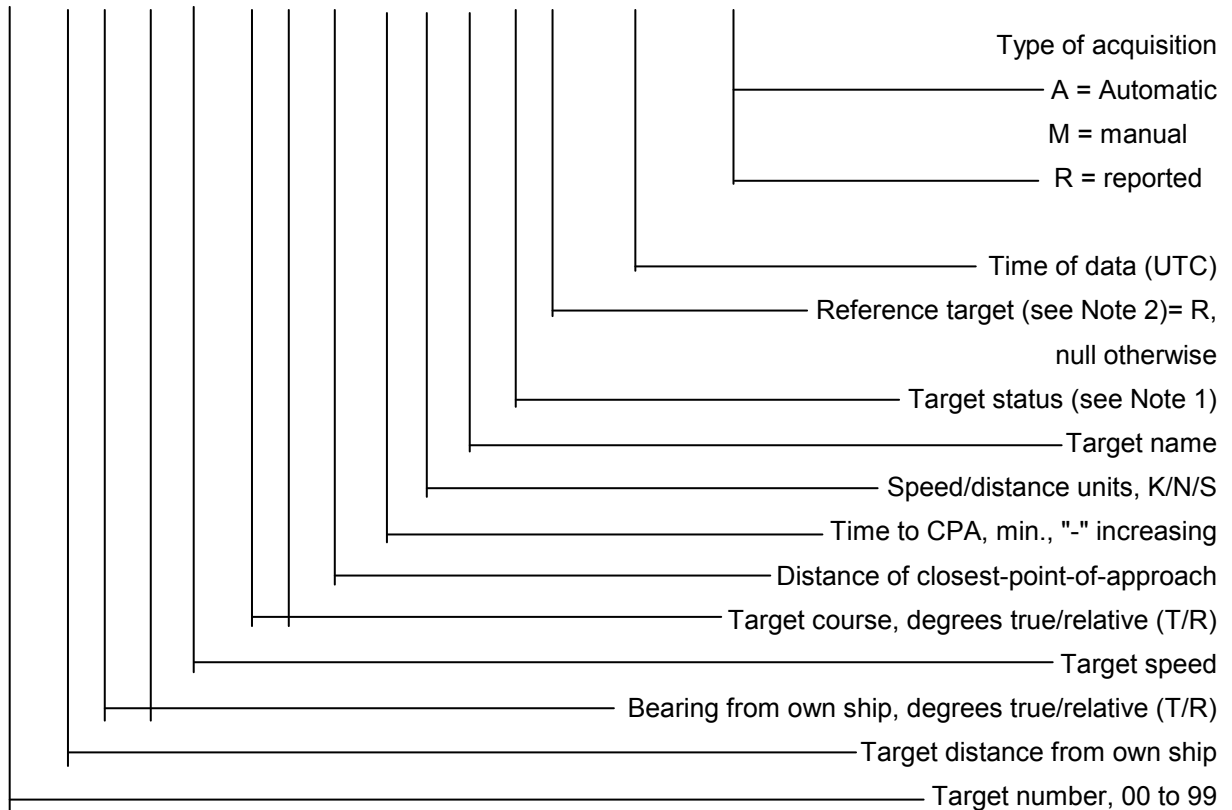 Type of acquisition
A = Automatic
M = manual
R = reported
Time of data (UTC)
Reference target (see Note 2)= R,
null otherwise
Target status (see Note 1)
Target name
Speed/distance units, K/N/S
Time to CPA, min., "-" increasing
Distance of closest-point-of-approach
Target course, degrees true/relative (T/R)
Target speed
Bearing from own ship, degrees true/relative (T/R)
Target distance from own ship
Target number, 00 to 99